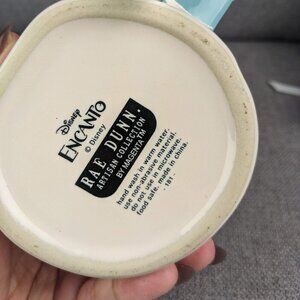 Disney
ENCANTO
© Disney
RAE DUNN.
ARTISAN COLLECTION
BY MAGENTA™
hand wash in warm water.
use non-abrasive material.
do not use in microwave.
food safe. made in china.